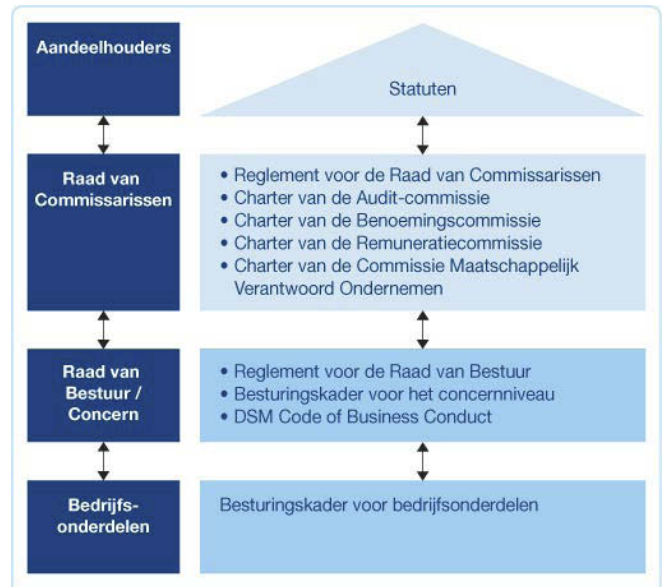 Aandeelhouders
Statuten
Raad van
Commissarissen
• Reglement voor de Raad van Commissarissen
• Charter van de Audit-commissie
• Charter van de Benoemingscommissie
• Charter van de Remuneratiecommissie
• Charter van de Commissie Maatschappelijk
Verantwoord Ondernemen
Raad van
Bestuur /
Concern
• Reglement voor de Raad van Bestuur
• Besturingskader voor het concernniveau
• DSM Code of Business Conduct
Bedrijfs-
onderdelen
Besturingskader voor bedrijfsonderdelen